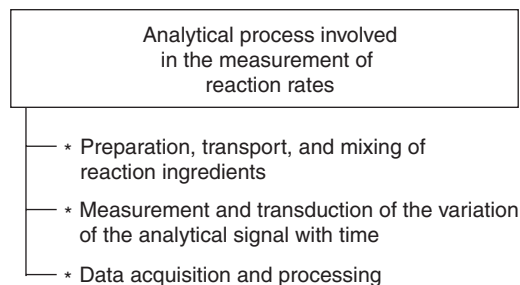 Analytical process involved
in the measurement of
reaction rates
* Preparation, transport, and mixing of
reaction ingredients
* Measurement and transduction of the variation
of the analytical signal with time
* Data acquisition and processing